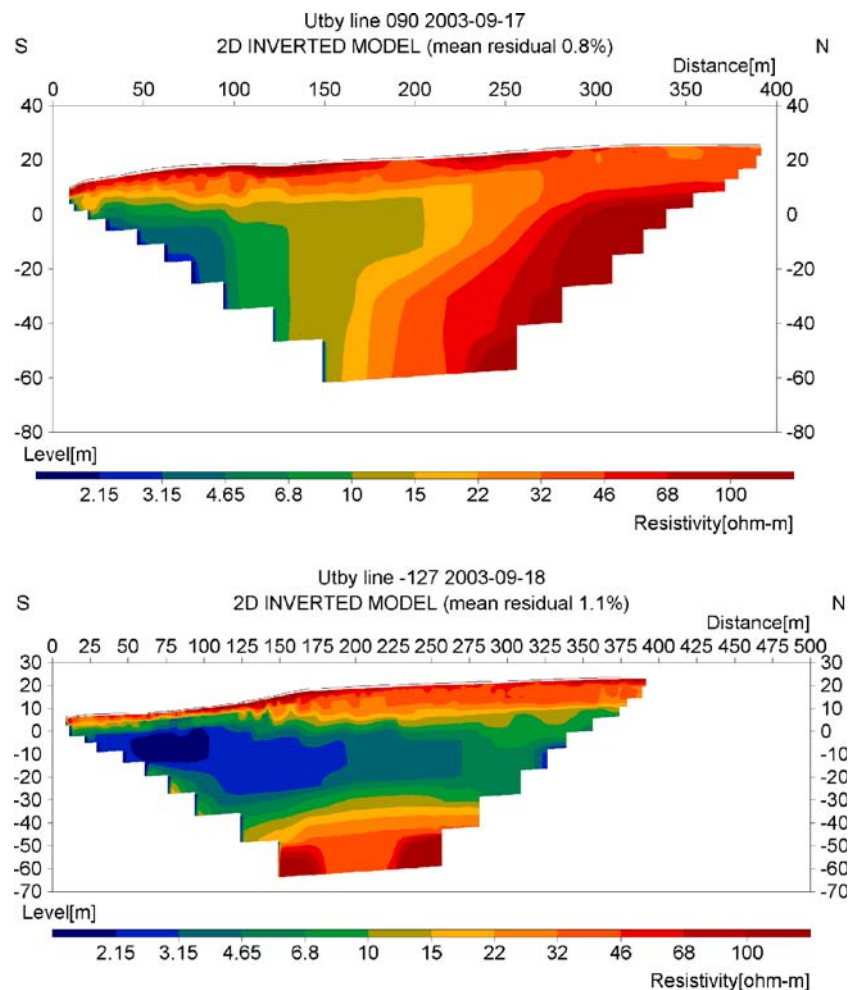 Utby line 090 2003-09-17
S 2D INVERTED MODEL (mean residual 0.8%) N
Distance[m]
0 50 100 150 200 250 300 350 400
40 40
20 20
0 0
-20 -20
-40 -40
-60 -60
-80 -80
Level[m]
2.15 3.15 4.65 6.8 10 15 22 32 46 68 100
Resistivity[ohm-m]
Utby line -127 2003-09-18
S 2D INVERTED MODEL (mean residual 1.1%) N
Distance[m]
0 25 50 75 100 125 150 175 200 225 250 275 300 325 350 375 400 425 450 475 500
30 30
20 20
10 10
0 0
-10 -10
-20 -20
-30 -30
-40 -40
-50 -50
-60 -60
-70 -70
Level[m]
2.15 3.15 4.65 6.8 10 15 22 32 46 68 100
Resistivity[ohm-m]